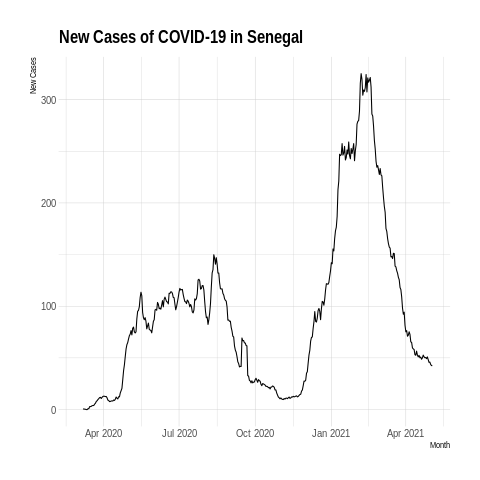 New Cases of COVID-19 in Senegal
New Cases
300
200
100
0
Apr 2020 Jul 2020 Oct 2020 Jan 2021 Apr 2021
Month